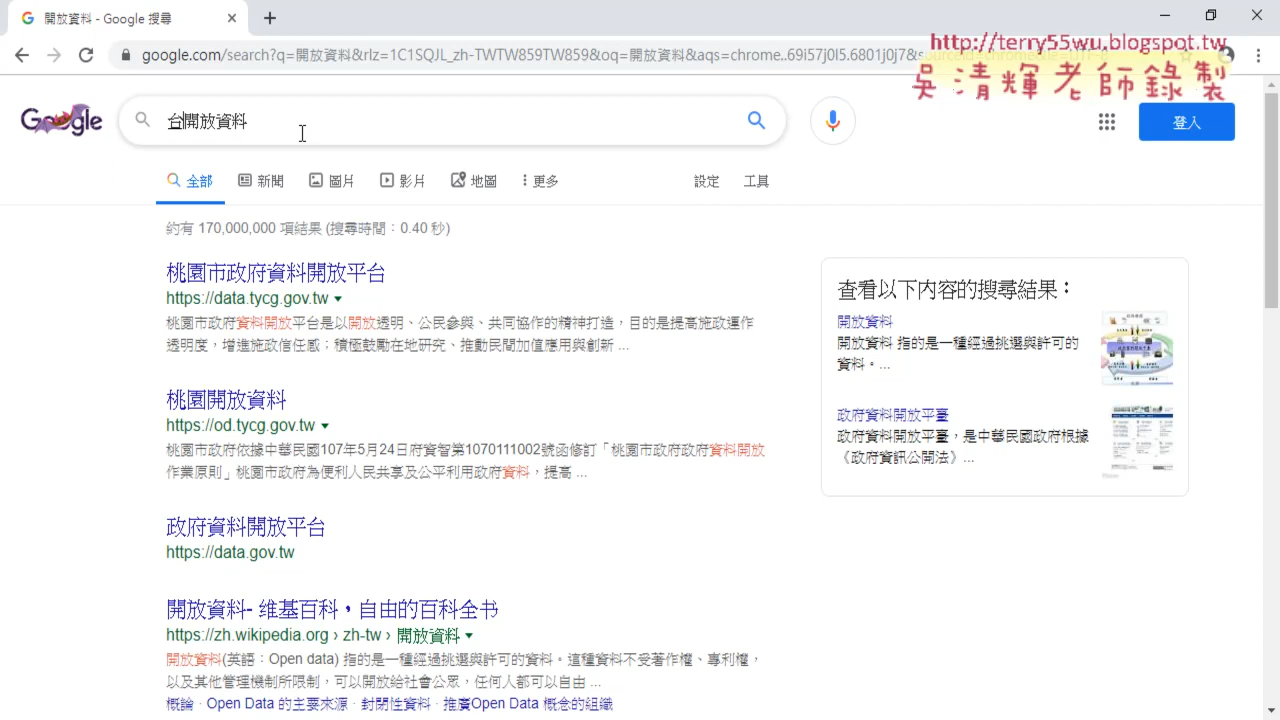 開放資料 - Google 搜尋
google.com/search?q=開放資料&rlz=1C1SQJL_zh-TWTW859TW859&oq=開放資料&aqs=chrome..69i57j0l5.6801j0j7&sourceid=chrome&ie=UTF-8
http://terry55wu.blogspot.tw
吳清輝老師錄製
Google
台開放資料
登入
全部 新聞 圖片 影片 地圖 更多 設定 工具
約有 170,000,000 項結果 (搜尋時間：0.40 秒)
桃園市政府資料開放平台
https://data.tycg.gov.tw
桃園市政府資料開放平台是以開放透明、公民參與、共同協作的精神打造，目的是提高施政運作
透明度，增進施政信任感；積極鼓勵在地研究、推動民間加值應用與創新 ...
桃園開放資料
https://od.tycg.gov.tw
桃園市政府依據中華民國107年5月24日府資管第1070111002號函修訂「桃園市政府政府資料開放
作業原則」桃園市政府為便利人民共享及公平利用政府資料，提高 ...
政府資料開放平台
https://data.gov.tw
開放資料- 维基百科，自由的百科全书
https://zh.wikipedia.org › zh-tw › 開放資料
開放資料(英語：Open data) 指的是一種經過挑選與許可的資料。這種資料不受著作權、專利權，
以及其他管理機制所限制，可以開放給社會公眾，任何人都可以自由 ...
概論 · Open Data 的主要來源 · 封閉性資料 · 推廣Open Data 概念的組織
查看以下內容的搜尋結果：
開放資料
開放資料 指的是一種經過挑選與許可的
資料。...
政府資料開放平臺
政府資料開放平臺，是中華民國政府根據
《政府資訊公開法》...